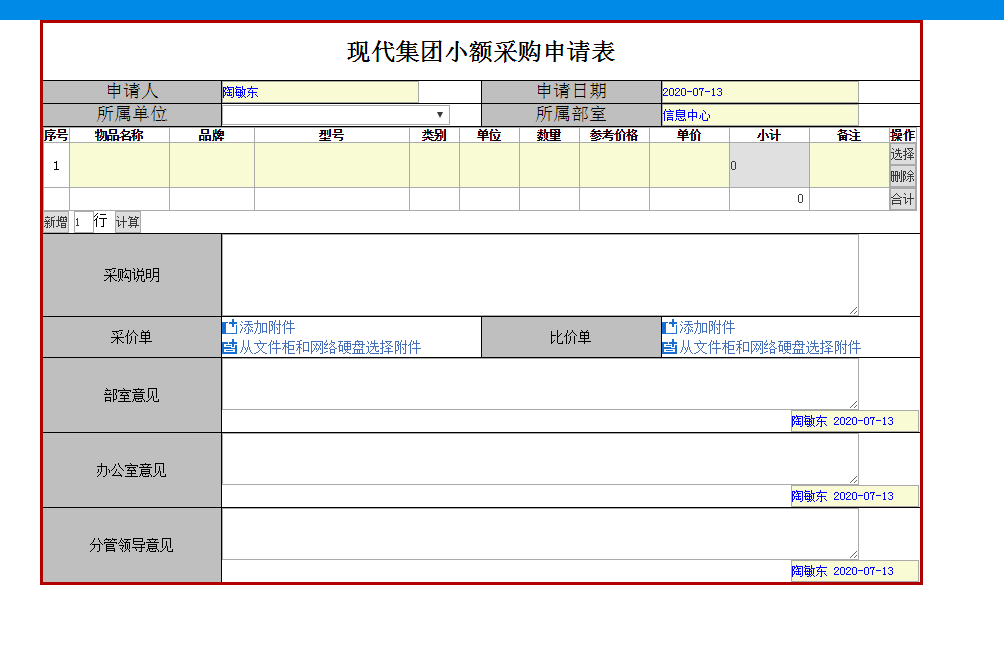 现代集团小额采购申请表
申请人 陶敏东 申请日期 2020-07-13
所属单位 所属部室 信息中心
序号 物品名称 品牌 型号 类别 单位 数量 参考价格 单价 小计 备注 操作
1 0 选择
删除
0 合计
新增 1 行 计算
采购说明
采价单 添加附件 比价单 添加附件
从文件柜和网络硬盘选择附件 从文件柜和网络硬盘选择附件
部室意见
陶敏东 2020-07-13
办公室意见
陶敏东 2020-07-13
分管领导意见
陶敏东 2020-07-13